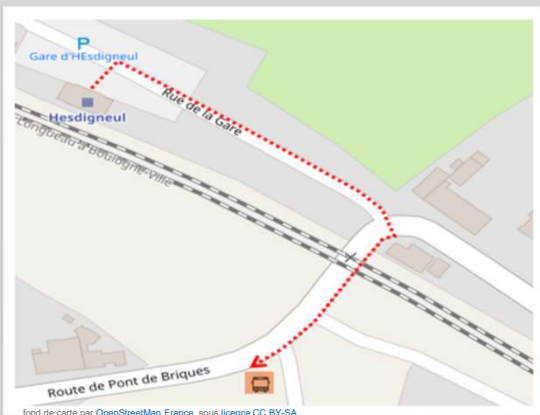 P
Gare d'HEsdigneul
Hesdigneul
Rue de la Gare
Longueau à Boulogne-Ville
Route de Pont de Briques
fond de carte par OpenStreetMap France, sous licence CC BY-SA